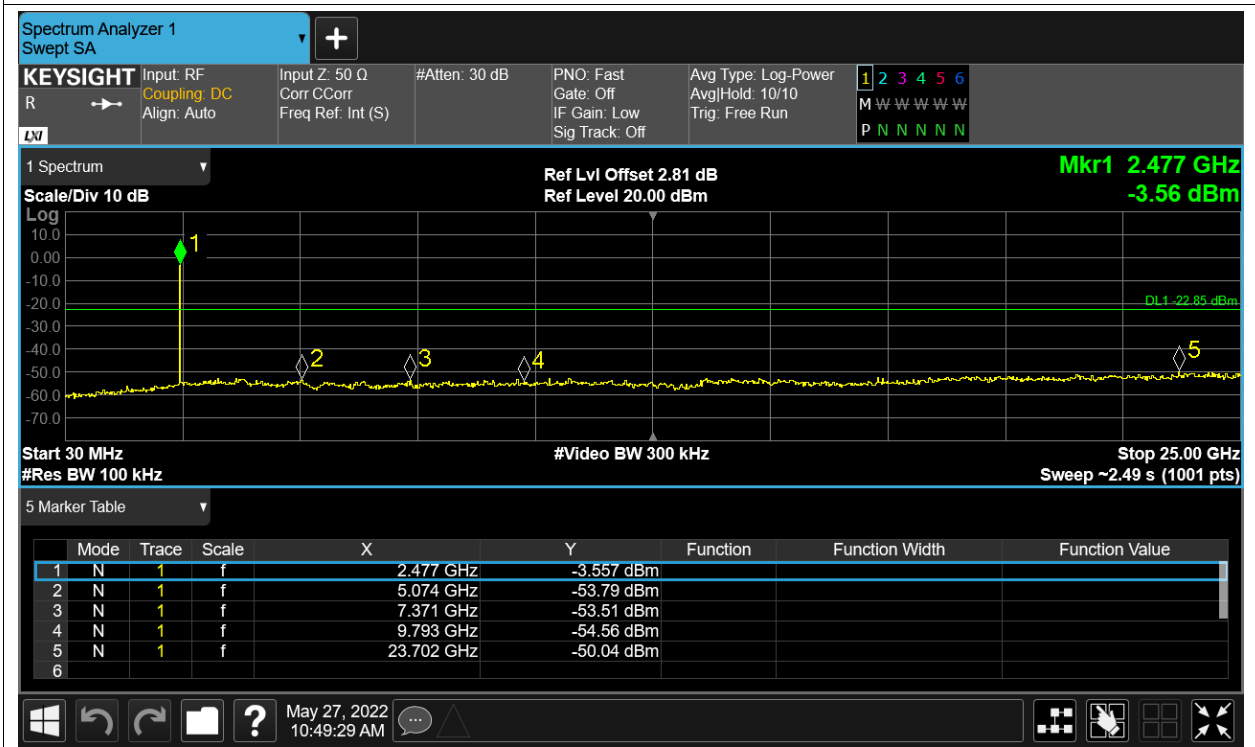 Spectrum Analyzer 1
Swept SA
KEYSIGHT
R
LXI
Input: RF
Coupling: DC
Align: Auto
Input Z: 50 Ω
Corr CCorr
Freq Ref: Int (S)
#Atten: 30 dB
PNO: Fast
Gate: Off
IF Gain: Low
Sig Track: Off
Avg Type: Log-Power
Avg|Hold: 10/10
Trig: Free Run
1 2 3 4 5 6
M W W W W W
P N N N N N
1 Spectrum
Scale/Div 10 dB
Ref Lvl Offset 2.81 dB
Ref Level 20.00 dBm
Mkr1 2.477 GHz
-3.56 dBm
Log
10.0
0.00
-10.0
-20.0
-30.0
-40.0
-50.0
-60.0
-70.0
1
2
3
4
5
DL1 -22.85 dBm
Start 30 MHz
#Res BW 100 kHz
#Video BW 300 kHz
Stop 25.00 GHz
Sweep ~2.49 s (1001 pts)
5 Marker Table
Mode Trace Scale X Y Function Function Width Function Value
1 N 1 f 2.477 GHz -3.557 dBm
2 N 1 f 5.074 GHz -53.79 dBm
3 N 1 f 7.371 GHz -53.51 dBm
4 N 1 f 9.793 GHz -54.56 dBm
5 N 1 f 23.702 GHz -50.04 dBm
6
?
May 27, 2022
10:49:29 AM